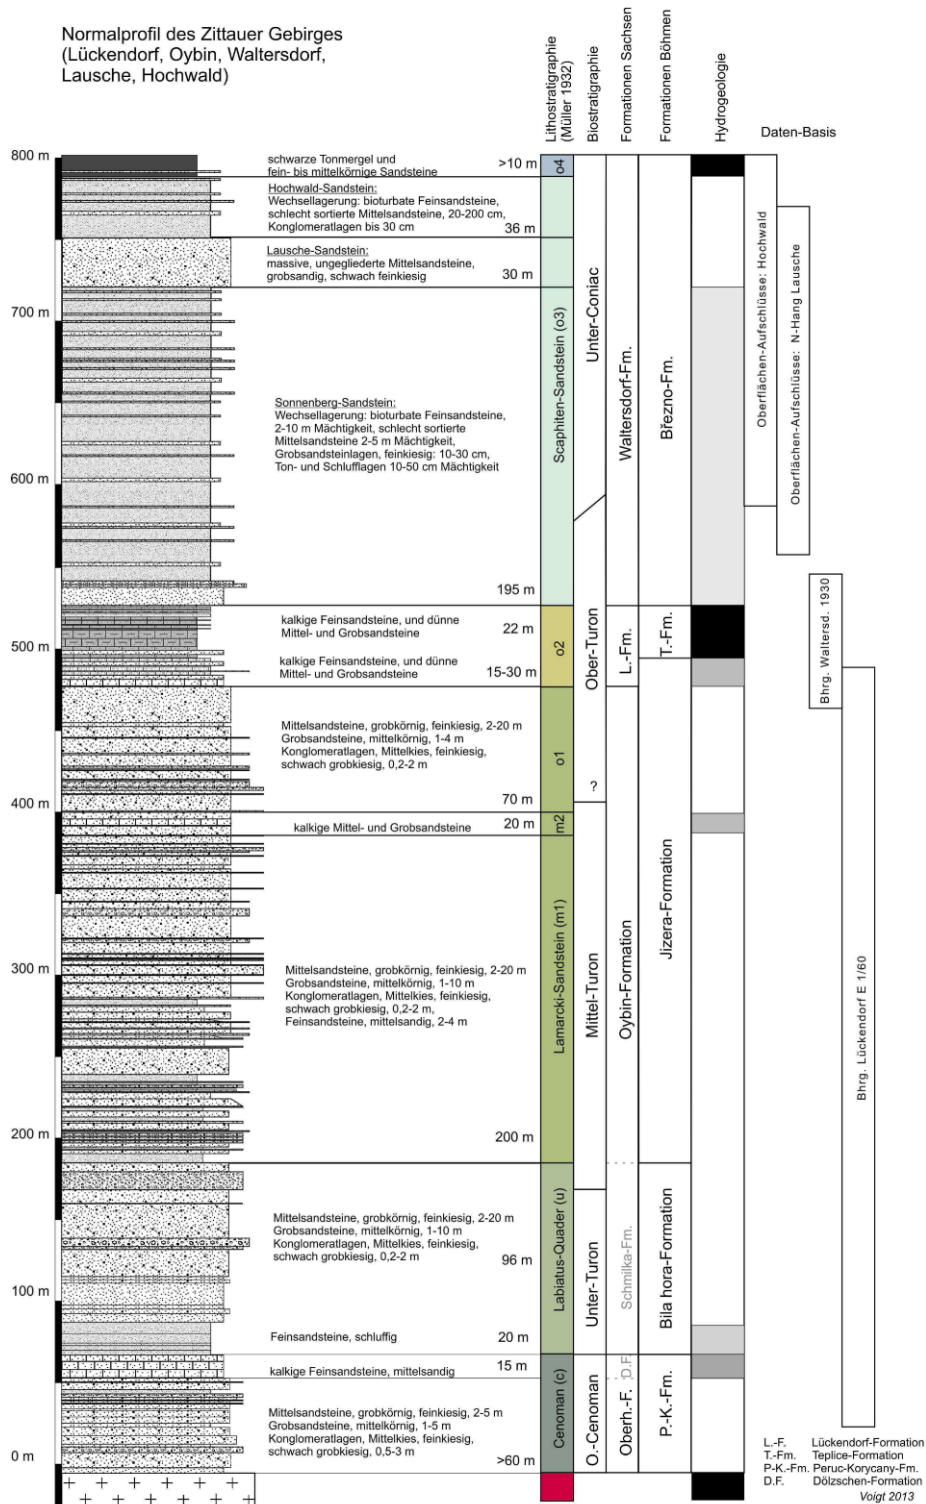 Normalprofil des Zittauer Gebirges
(Lückendorf, Oybin, Waltersdorf,
Lausche, Hochwald)
Lithostratigraphie
(Müller 1932)
Biostratigraphie
Formationen Sachsen
Formationen Böhmen
Hydrogeologie
Daten-Basis
800 m
schwarze Tonmergel und
fein- bis mittelkörnige Sandsteine
>10 m
o4
Hochwald-Sandstein:
Wechsellagerung: bioturbate Feinsandsteine,
schlecht sortierte Mittelsandsteine, 20-200 cm,
Konglomeratlagen bis 30 cm
36 m
Lausche-Sandstein:
massive, ungegliederte Mittelsandsteine,
grobsandig, schwach feinkiesig
30 m
700 m
Sonnenberg-Sandstein:
Wechsellagerung: bioturbate Feinsandsteine,
2-10 m Mächtigkeit, schlecht sortierte
Mittelsandsteine 2-5 m Mächtigkeit,
Grobsandsteinlagen, feinkiesig: 10-30 cm,
Ton- und Schlufflagen 10-50 cm Mächtigkeit
195 m
Scaphiten-Sandstein (o3)
Unter-Coniac
Waltersdorf-Fm.
Březno-Fm.
Oberflächen-Aufschlüsse: Hochwald
Oberflächen-Aufschlüsse: N-Hang Lausche
600 m
500 m
kalkige Feinsandsteine, und dünne
Mittel- und Grobsandsteine
22 m
kalkige Feinsandsteine, und dünne
Mittel- und Grobsandsteine
15-30 m
o2
Ober-Turon
L.-Fm.
T.-Fm.
Bhrg. Waltersd. 1930
Mittelsandsteine, grobkörnig, feinkiesig, 2-20 m
Grobsandsteine, mittelkörnig, 1-4 m
Konglomeratlagen, Mittelkies, feinkiesig,
schwach grobkiesig, 0,2-2 m
70 m
o1
?
400 m
kalkige Mittel- und Grobsandsteine
20 m
m2
300 m
Mittelsandsteine, grobkörnig, feinkiesig, 2-20 m
Grobsandsteine, mittelkörnig, 1-10 m
Konglomeratlagen, Mittelkies, feinkiesig,
schwach grobkiesig, 0,2-2 m,
Feinsandsteine, mittelsandig, 2-4 m
200 m
Lamarcki-Sandstein (m1)
Mittel-Turon
Oybin-Formation
Jizera-Formation
Bhrg. Lückendorf E 1/60
200 m
Mittelsandsteine, grobkörnig, feinkiesig, 2-20 m
Grobsandsteine, mittelkörnig, 1-10 m
Konglomeratlagen, Mittelkies, feinkiesig,
schwach grobkiesig, 0,2-2 m
96 m
Labiatus-Quader (u)
Unter-Turon
Schmilka-Fm.
Bila hora-Formation
100 m
Feinsandsteine, schluffig
20 m
kalkige Feinsandsteine, mittelsandig
15 m
Mittelsandsteine, grobkörnig, feinkiesig, 2-5 m
Grobsandsteine, mittelkörnig, 1-5 m
Konglomeratlagen, Mittelkies, feinkiesig,
schwach grobkiesig, 0,5-3 m
>60 m
Cenoman (c)
O.-Cenoman
D.F.
Oberh.-F.
P.-K.-Fm.
0 m
L.-F. Lückendorf-Formation
T.-Fm. Teplice-Formation
P-K.-Fm. Peruc-Korycany-Fm.
D.F. Dölzschen-Formation
Voigt 2013